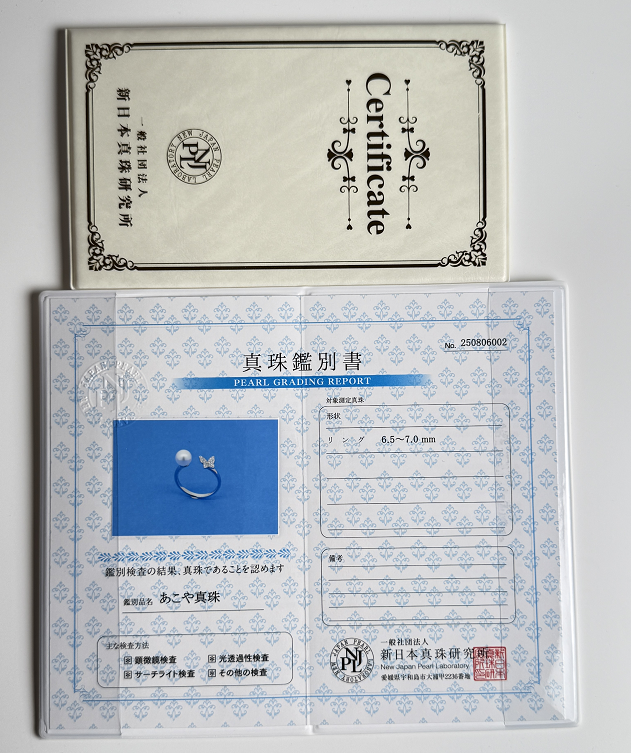 Certificate
NEW JAPAN PEARL LABORATORY
NJPL
一般社団法人
新日本真珠研究所
No. 250806002
真珠鑑別書
PEARL GRADING REPORT
対象測定真珠
形状
リング 6.5～7.0 mm
鑑別検査の結果、真珠であることを認めます
鑑別品名 あこや真珠
備考
主な検査方法
顕微鏡検査 光透過性検査
サーチライト検査 その他の検査
NEW JAPAN PEARL LABORATORY
NJPL
一般社団法人
新日本真珠研究所
New Japan Pearl Laboratory
愛媛県宇和島市大浦甲2236番地